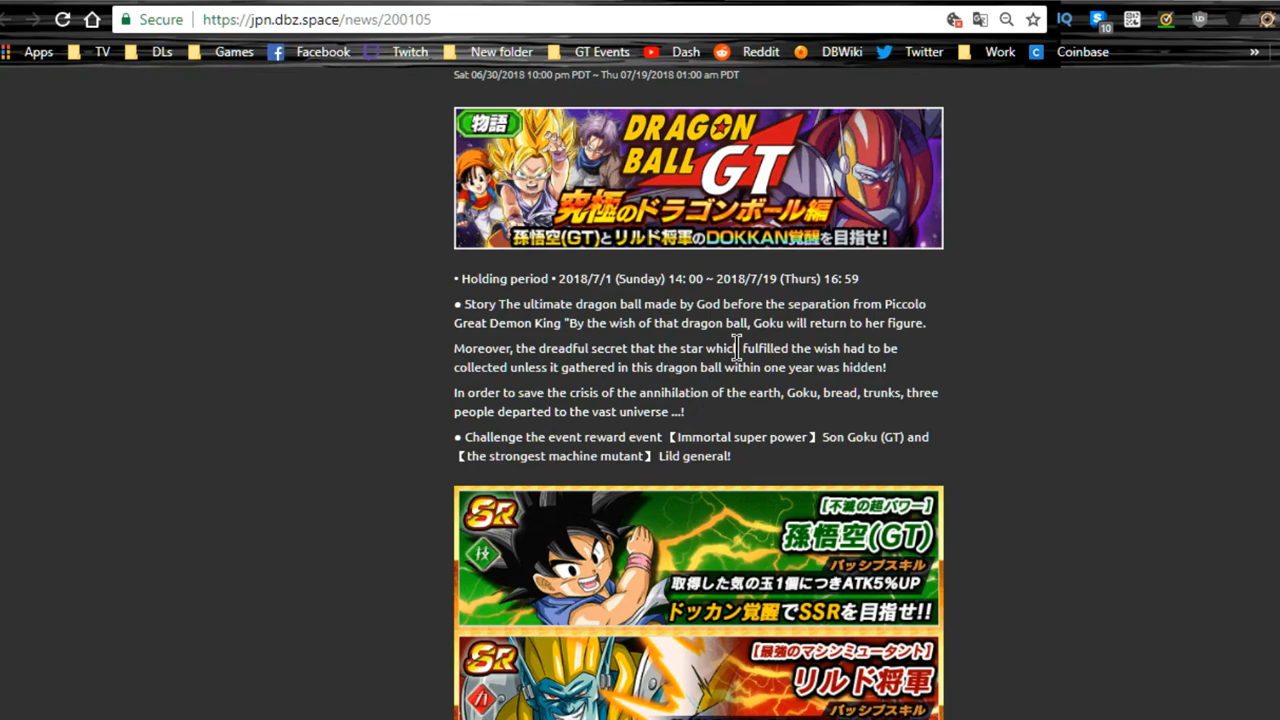 Secure https://jpn.dbz.space/news/200105
10
Apps TV DLs Games Facebook Twitch New folder GT Events Dash Reddit DBWiki Twitter Work Coinbase »
Sat 06/30/2018 10:00 pm PDT ~ Thu 07/19/2018 01:00 am PDT
物語
DRAGON
BALL
GT
究極のドラゴンボール編
孫悟空(GT)とリルド将軍のDOKKAN覚醒を目指せ!
• Holding period • 2018/7/1 (Sunday) 14: 00 ~ 2018/7/19 (Thurs) 16: 59
● Story The ultimate dragon ball made by God before the separation from Piccolo
Great Demon King "By the wish of that dragon ball, Goku will return to her figure.
Moreover, the dreadful secret that the star which fulfilled the wish had to be
collected unless it gathered in this dragon ball within one year was hidden!
In order to save the crisis of the annihilation of the earth, Goku, bread, trunks, three
people departed to the vast universe ...!
● Challenge the event reward event 【Immortal super power】 Son Goku (GT) and
【the strongest machine mutant】 Lild general!
SR
技
[不滅の超パワー]
孫悟空(GT)
パッシブスキル
取得した気の玉1個につきATK5%UP
ドッカン覚醒でSSRを目指せ!!
SR
力
[最強のマシンミュータント]
リルド将軍
パッシブスキル